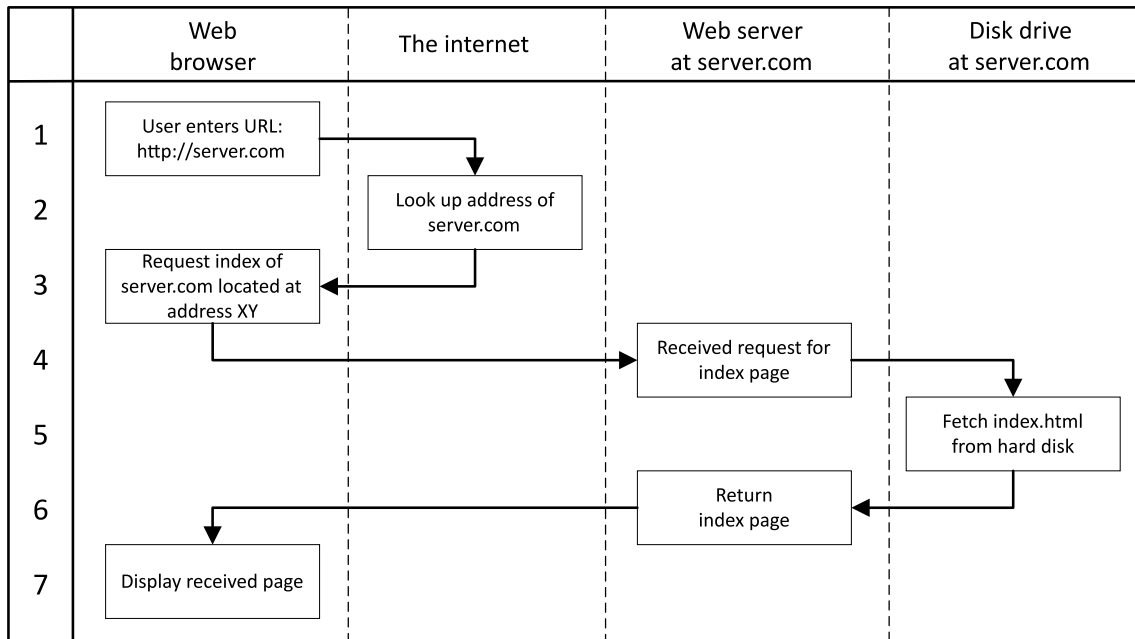 Web
browser
The internet
Web server
at server.com
Disk drive
at server.com
1
User enters URL:
http://server.com
2
Look up address of
server.com
3
Request index of
server.com located at
address XY
4
Received request for
index page
5
Fetch index.html
from hard disk
6
Return
index page
7
Display received page